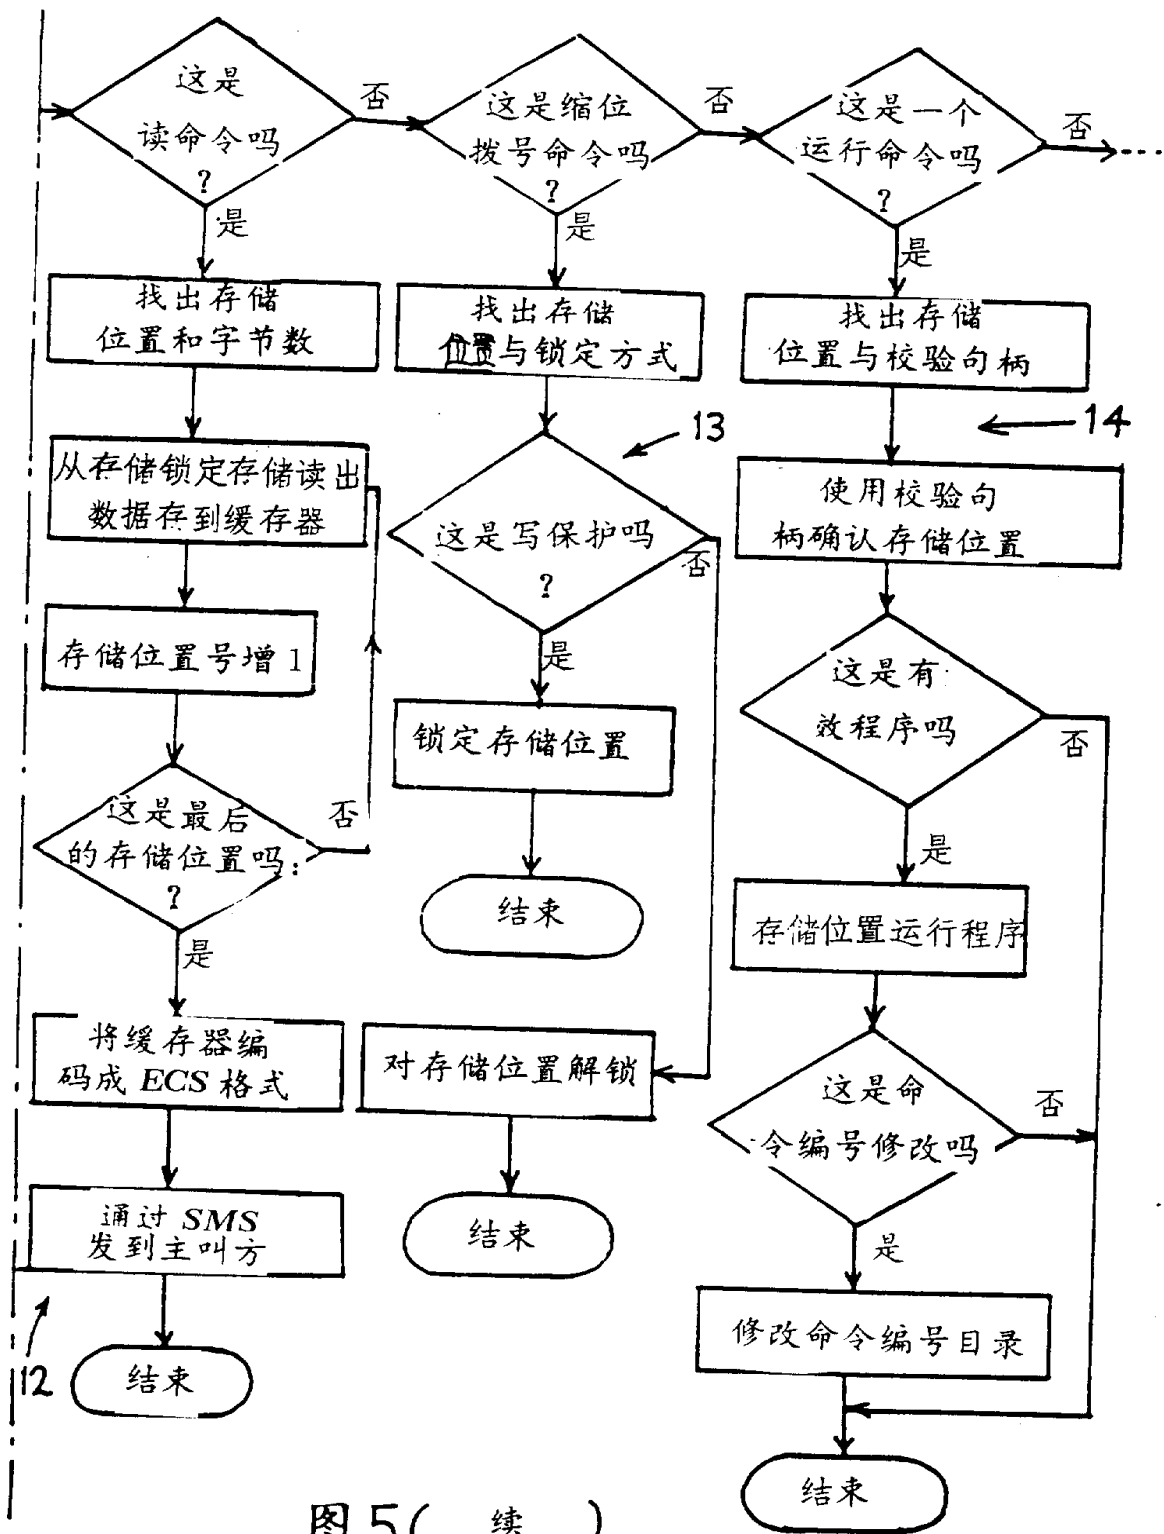 这是
读命令吗
?
否
是
找出存储
位置和字节数
从存储锁定存储读出
数据存到缓存器
存储位置号增1
这是最后
的存储位置吗:
?
否
是
将缓存器编
码成ECS格式
通过SMS
发到主叫方
12
结束
这是缩位
拨号命令吗
?
否
是
找出存储
位置与锁定方式
13
这是写保护吗
?
否
是
锁定存储位置
结束
对存储位置解锁
结束
这是一个
运行命令吗
?
否
是
找出存储
位置与校验句柄
14
使用校验句
柄确认存储位置
这是有
效程序吗
否
是
存储位置运行程序
这是命
令编号修改吗
否
是
修改命令编号目录
结束
图5(续)